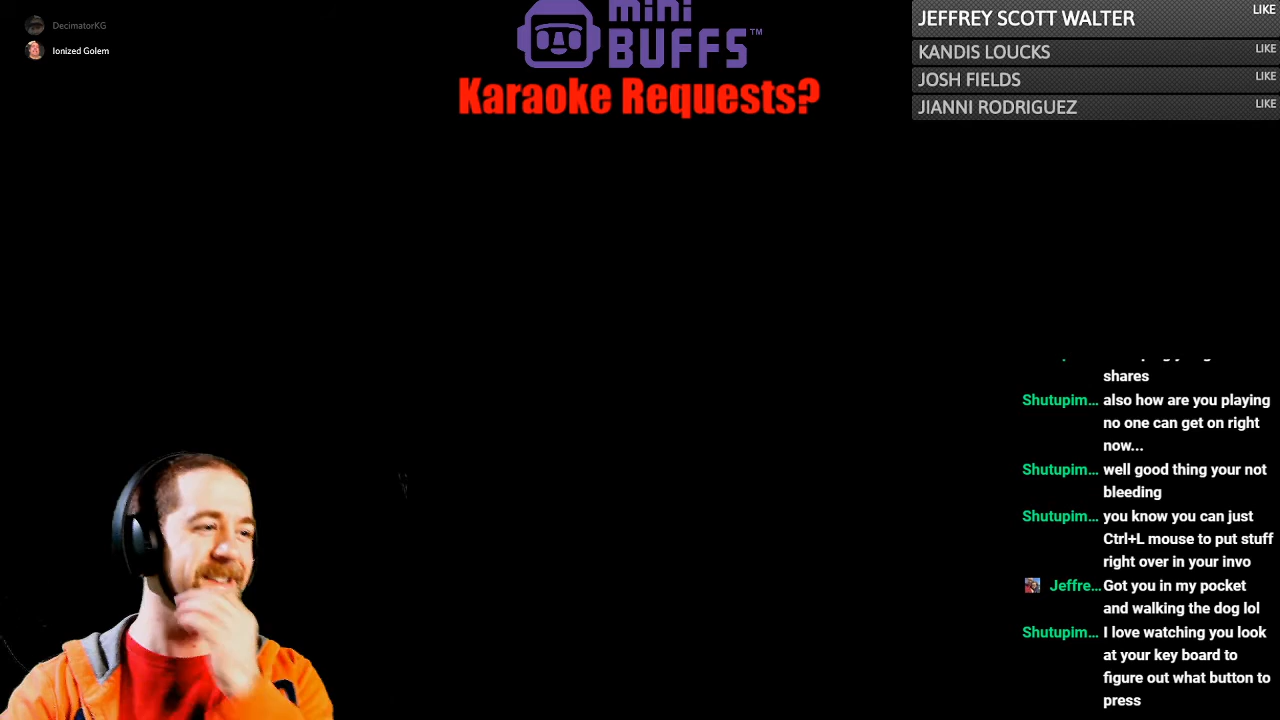 DecimatorKG
Ionized Golem
mini
BUFFS™
Karaoke Requests?
JEFFREY SCOTT WALTER LIKE
KANDIS LOUCKS LIKE
JOSH FIELDS LIKE
JIANNI RODRIGUEZ LIKE
shares
Shutupim... also how are you playing
no one can get on right
now...
Shutupim... well good thing your not
bleeding
Shutupim... you know you can just
Ctrl+L mouse to put stuff
right over in your invo
Jeffre... Got you in my pocket
and walking the dog lol
Shutupim... I love watching you look
at your key board to
figure out what button to
press